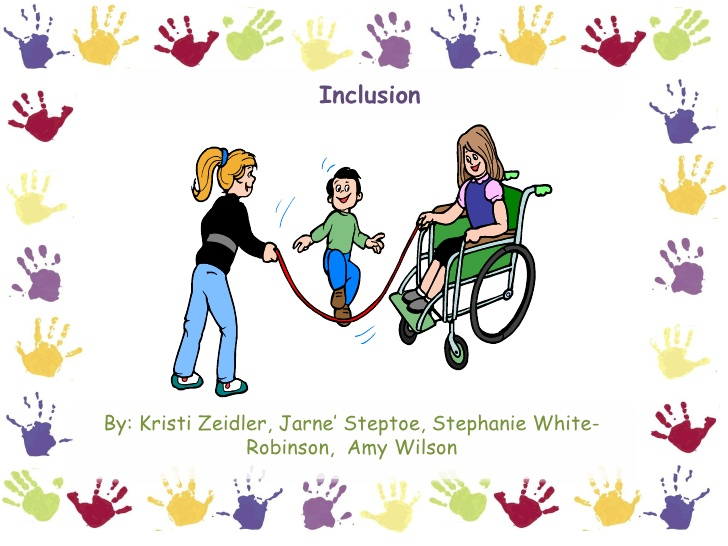 Inclusion
By: Kristi Zeidler, Jarne’ Steptoe, Stephanie White-
Robinson,  Amy Wilson